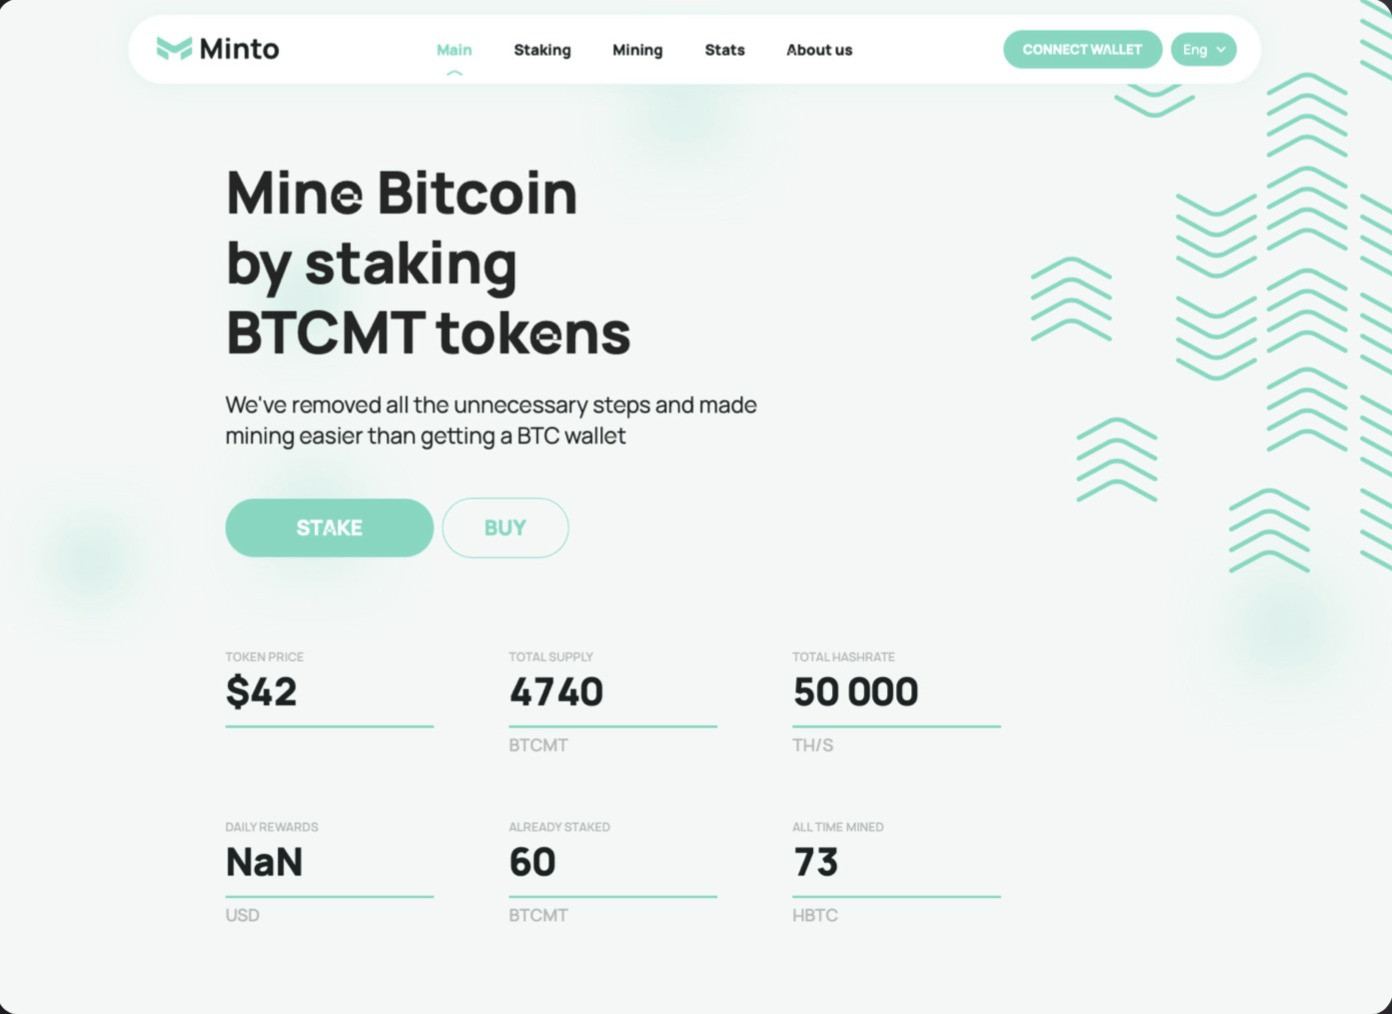 Minto
Main Staking Mining Stats About us
CONNECT WALLET Eng
Mine Bitcoin
by staking
BTCMT tokens
We've removed all the unnecessary steps and made
mining easier than getting a BTC wallet
STAKE BUY
TOKEN PRICE TOTAL SUPPLY TOTAL HASHRATE
$42 4740 50 000
BTCMT TH/S
DAILY REWARDS ALREADY STAKED ALL TIME MINED
NaN 60 73
USD BTCMT HBTC